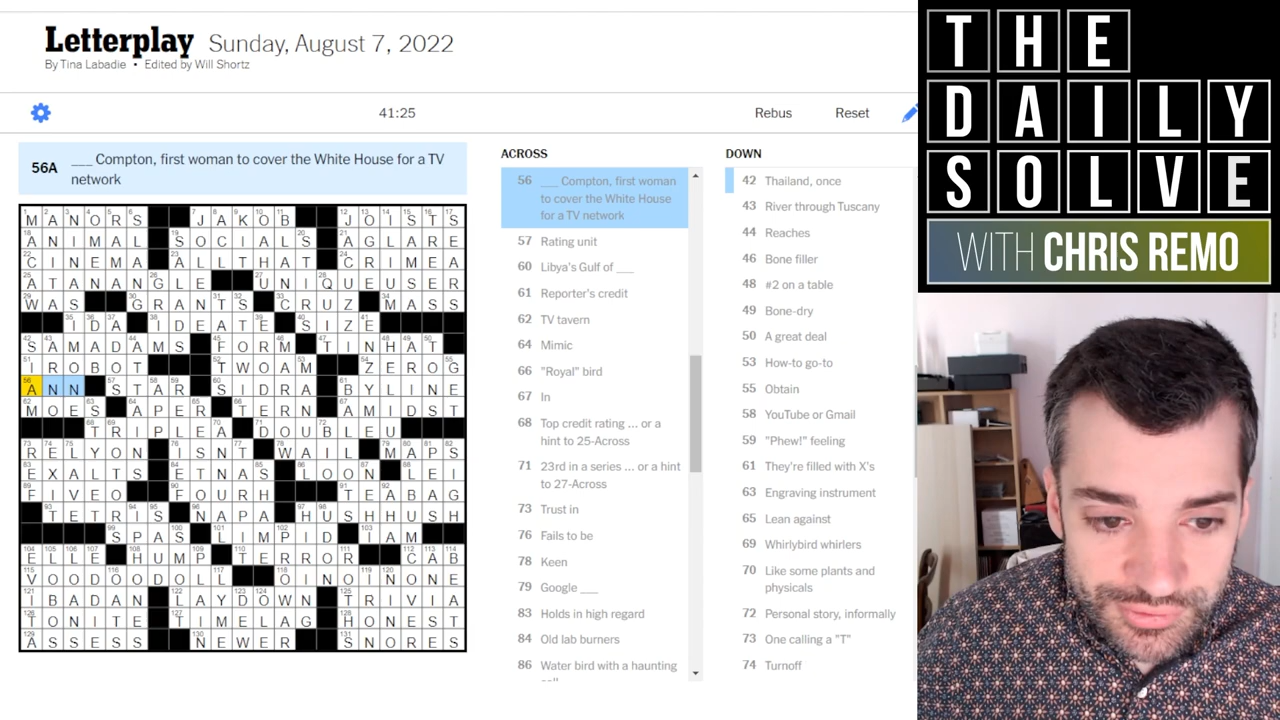 Letterplay Sunday, August 7, 2022
By Tina Labadie • Edited by Will Shortz
41:25
Rebus
Reset
56A ___ Compton, first woman to cover the White House for a TV
network
MANORS JAKOB JOISTS
ANIMAL SOCIALS AGLARE
CINEMA ALLTHAT CRIMEA
ATANANGLE UNIQUEUSER
WAS GRANTS CRUZ MASS
IDA IDEATE SIZE
SAMADAMS FORM TINHAT
IROBOT TWOAM ZEROG
ANN STAR SIDRA BYLINE
MOES APER TERN AMIDST
TRIPLEA DOUBLEU
RELYON ISNT WAIL MAPS
EXALTS ETNAS LOON LEI
FIVEO FOURH TEABAG
TETRIS NAPA HUSHHUSH
SPAS LIMPID IAM
ELLE HUMP TERROR CAB
VOODOODOLL OINOINONE
IBADAN LAYDOWN TRIVIA
TONITE TIMELAG HONEST
ASSESS NEWER SNORES
ACROSS
56 ___ Compton, first woman
to cover the White House
for a TV network
57 Rating unit
60 Libya's Gulf of ___
61 Reporter's credit
62 TV tavern
64 Mimic
66 "Royal" bird
67 In
68 Top credit rating ... or a
hint to 25-Across
71 23rd in a series ... or a hint
to 27-Across
73 Trust in
76 Fails to be
78 Keen
79 Google ___
83 Holds in high regard
84 Old lab burners
86 Water bird with a haunting
DOWN
42 Thailand, once
43 River through Tuscany
44 Reaches
46 Bone filler
48 #2 on a table
49 Bone-dry
50 A great deal
53 How-to go-to
55 Obtain
58 YouTube or Gmail
59 "Phew!" feeling
61 They're filled with X's
63 Engraving instrument
65 Lean against
69 Whirlybird whirlers
70 Like some plants and
physicals
72 Personal story, informally
73 One calling a "T"
74 Turnoff
THE
DAILY
SOLVE
WITH CHRIS REMO